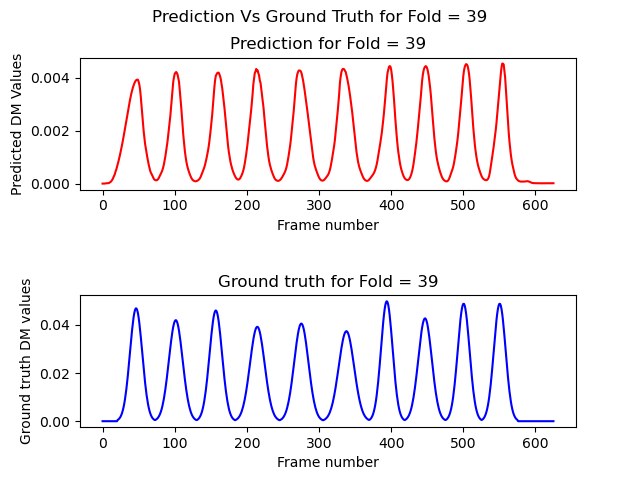 Prediction Vs Ground Truth for Fold = 39
Prediction for Fold = 39
Predicted DM Values
0.004
0.002
0.000
0 100 200 300 400 500 600
Frame number
Ground truth for Fold = 39
Ground truth DM values
0.04
0.02
0.00
0 100 200 300 400 500 600
Frame number